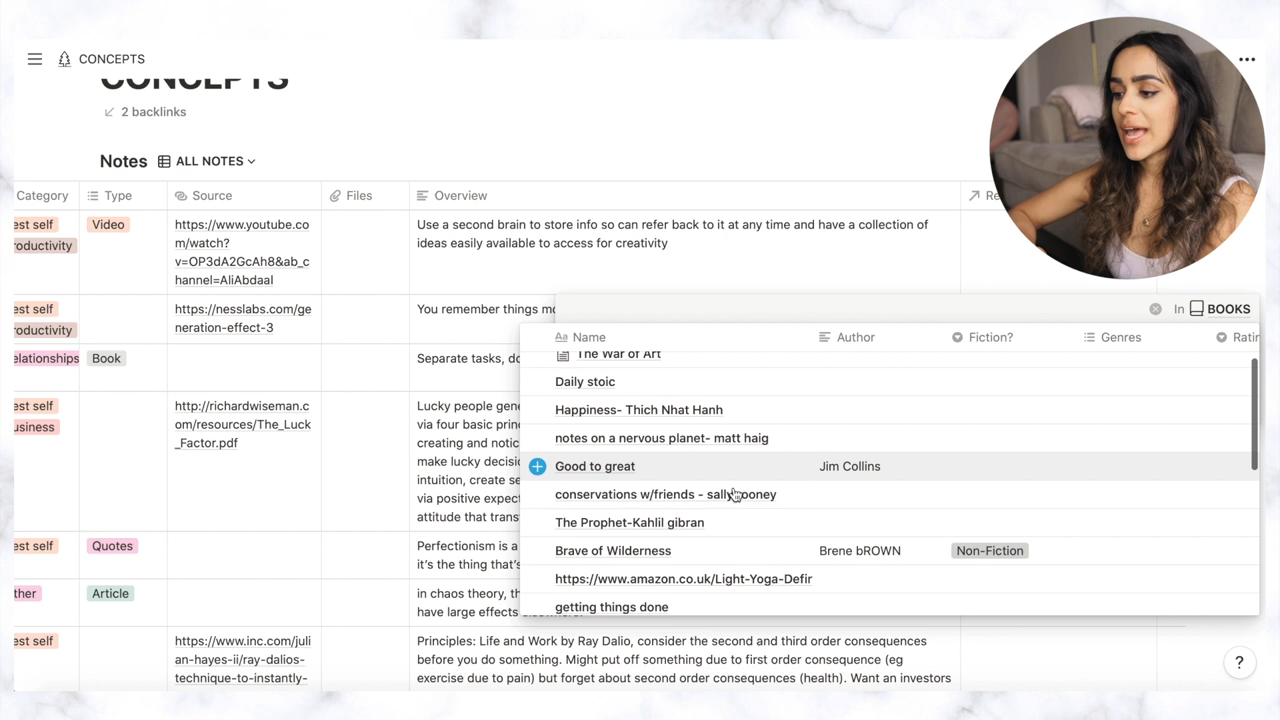 CONCEPTS
CONCEPTS
2 backlinks
Notes ALL NOTES
Category Type Source Files Overview
est self Video https://www.youtube.co Use a second brain to store info so can refer back to it at any time and have a collection of
roductivity m/watch? ideas easily available to access for creativity
v=OP3dA2GcAh8&ab_c
hannel=AliAbdaal
est self https://nesslabs.com/ge You remember things
roductivity neration-effect-3
In BOOKS
Name Author Fiction? Genres Ratin
elationships Book Separate tasks,
The War of Art
Daily stoic
est self http://richardwiseman.c Lucky people gen
usiness om/resources/The_Luck via four basic princ
_Factor.pdf creating and notic
make lucky decisio
intuition, create se
via positive expect
attitude that trans
Happiness- Thich Nhat Hanh
notes on a nervous planet- matt haig
Good to great Jim Collins
conservations w/friends - sally ooney
The Prophet-Kahlil gibran
est self Quotes Perfectionism is a
it's the thing that's
Brave of Wilderness Brene bROWN Non-Fiction
https://www.amazon.co.uk/Light-Yoga-Defir
getting things done
ther Article in chaos theory, th
have large effects elsewhere.
est self https://www.inc.com/juli Principles: Life and Work by Ray Dalio, consider the second and third order consequences
an-hayes-ii/ray-dalios- before you do something. Might put off something due to first order consequence (eg
technique-to-instantly- exercise due to pain) but forget about second order consequences (health). Want an investors
?